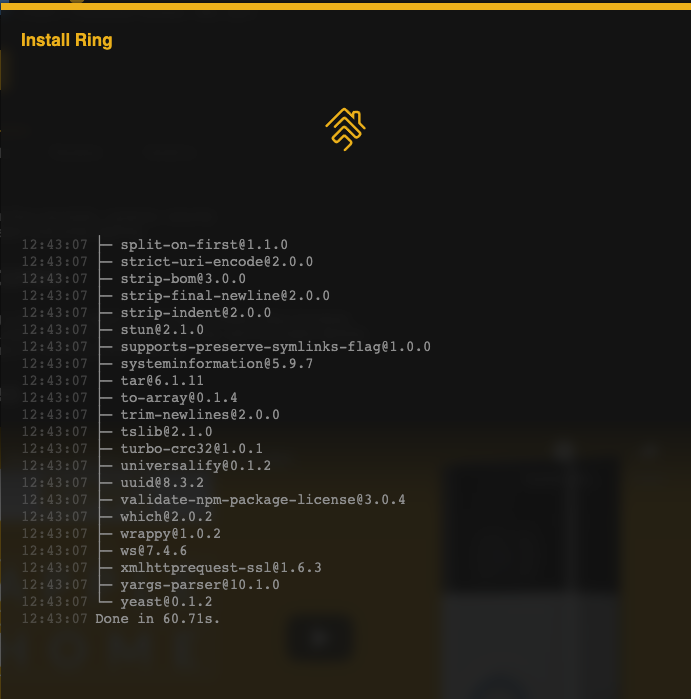 Install Ring
12:43:07 ├─ split-on-first@1.1.0
12:43:07 ├─ strict-uri-encode@2.0.0
12:43:07 ├─ strip-bom@3.0.0
12:43:07 ├─ strip-final-newline@2.0.0
12:43:07 ├─ strip-indent@2.0.0
12:43:07 ├─ stun@2.1.0
12:43:07 ├─ supports-preserve-symlinks-flag@1.0.0
12:43:07 ├─ systeminformation@5.9.7
12:43:07 ├─ tar@6.1.11
12:43:07 ├─ to-array@0.1.4
12:43:07 ├─ trim-newlines@2.0.0
12:43:07 ├─ tslib@2.1.0
12:43:07 ├─ turbo-crc32@1.0.1
12:43:07 ├─ universalify@0.1.2
12:43:07 ├─ uuid@8.3.2
12:43:07 ├─ validate-npm-package-license@3.0.4
12:43:07 ├─ which@2.0.2
12:43:07 ├─ wrappy@1.0.2
12:43:07 ├─ ws@7.4.6
12:43:07 ├─ xmlhttprequest-ssl@1.6.3
12:43:07 ├─ yargs-parser@10.1.0
12:43:07 └─ yeast@0.1.2
12:43:07 Done in 60.71s.
HOME